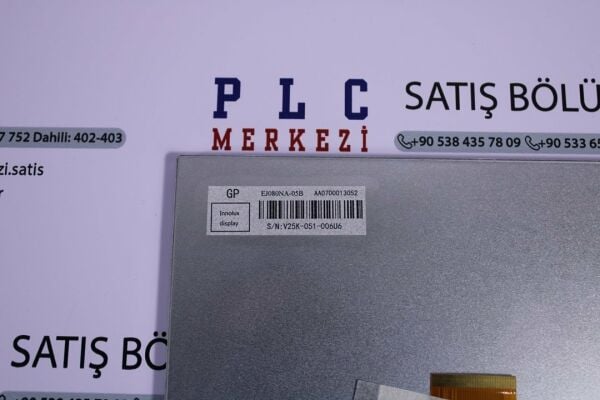 PLC
MERKEZİ
SATIŞ BÖLÜ
7 752 Dahili: 402-403
+90 538 435 78 09
+90 533 65
zi.satis
r
GP
EJ080NA-05B
AA0700013052
Innolux
display
S/N:V25K-051-006U6
SATIŞ BÖ